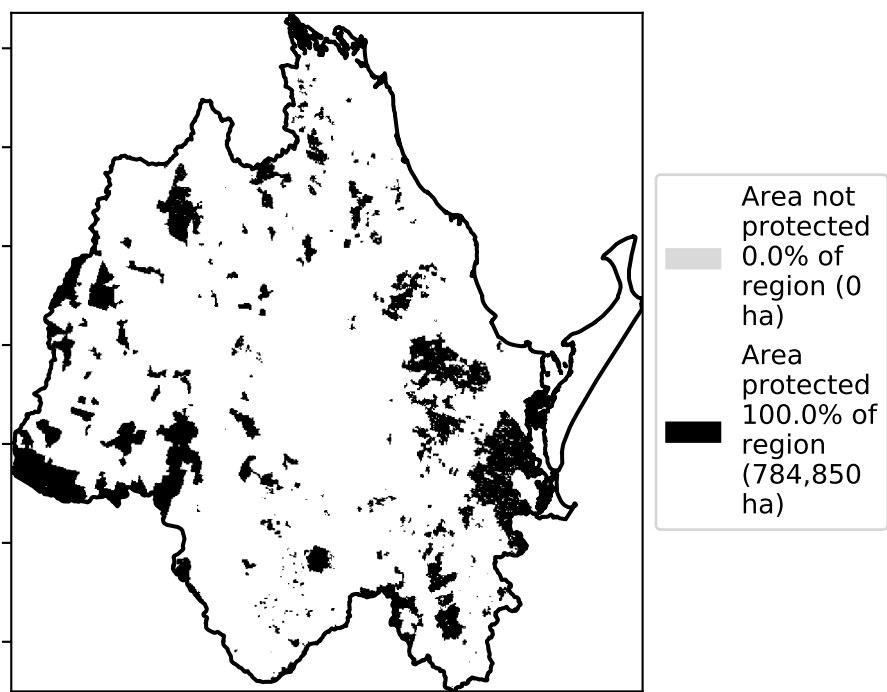 Area not
protected
0.0% of
region (0
ha)
Area
protected
100.0% of
region
(784,850
ha)